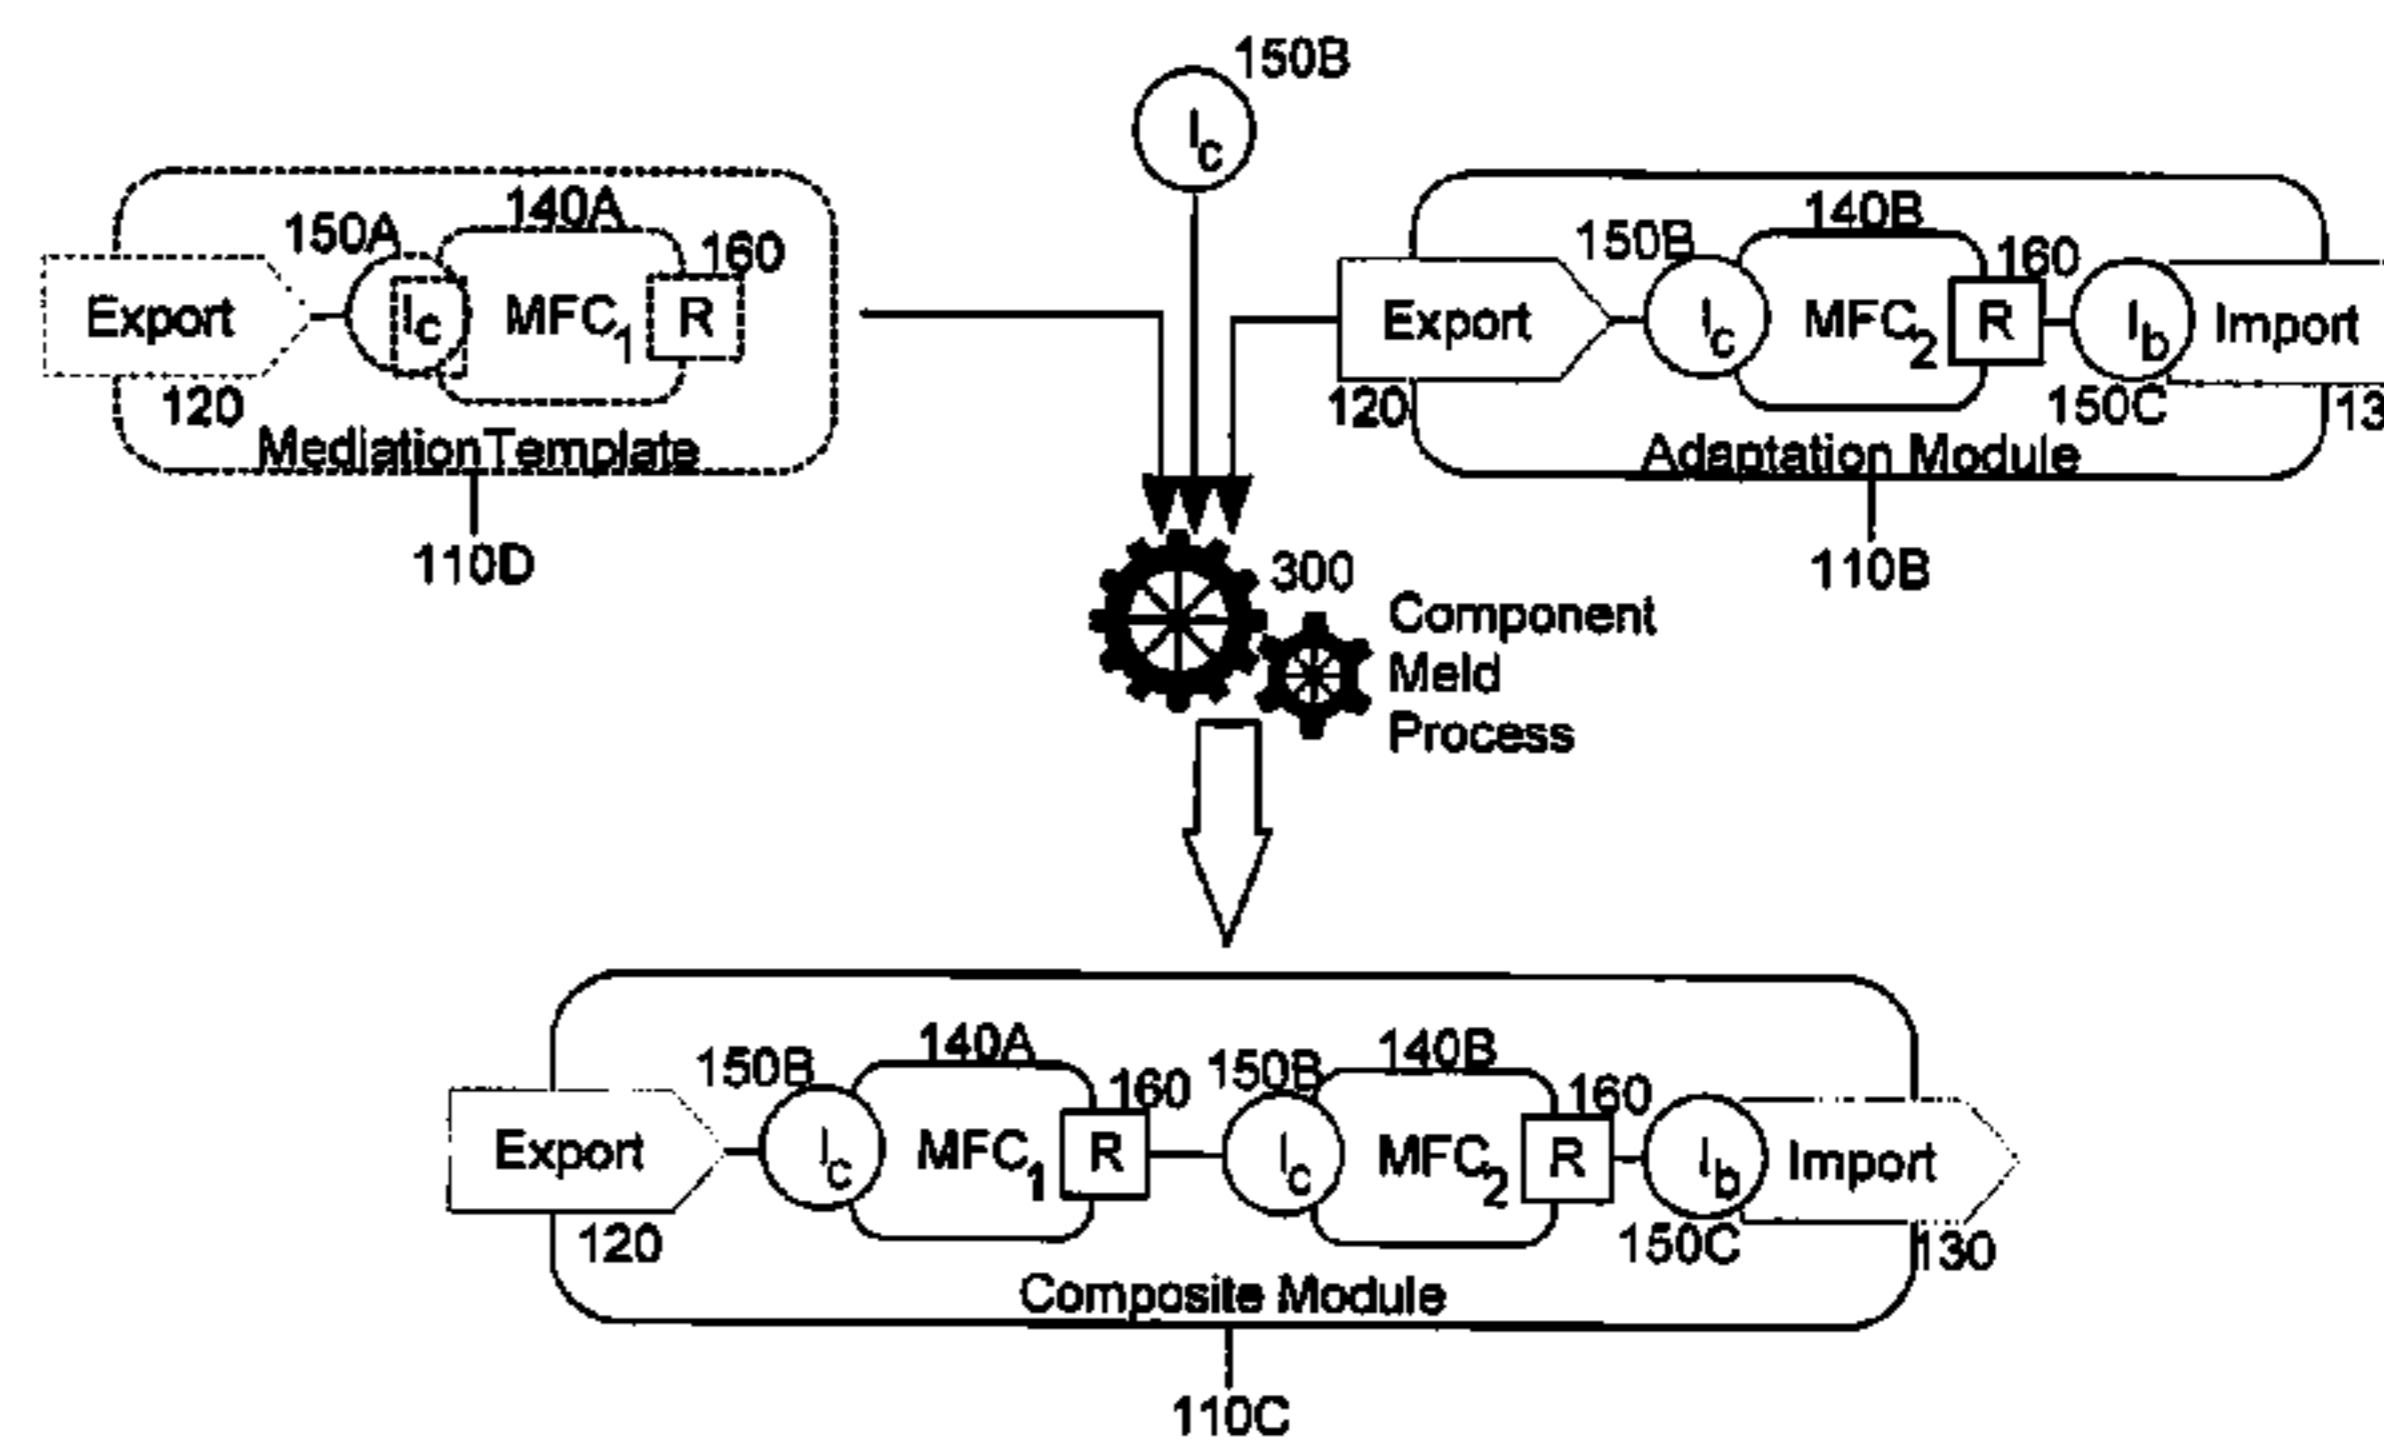 150B
Ic
140A
150A
160
Export
Ic
MFC1
R
120
MediationTemplate
110D
140B
150B
160
Export
Ic
MFC2
R
Ib
Import
120
150C
13
Adaptation Module
110B
300
Component
Meld
Process
140A
150B
160
150B
140B
160
Export
Ic
MFC1
R
Ic
MFC2
R
Ib
Import
120
150C
130
Composite Module
110C